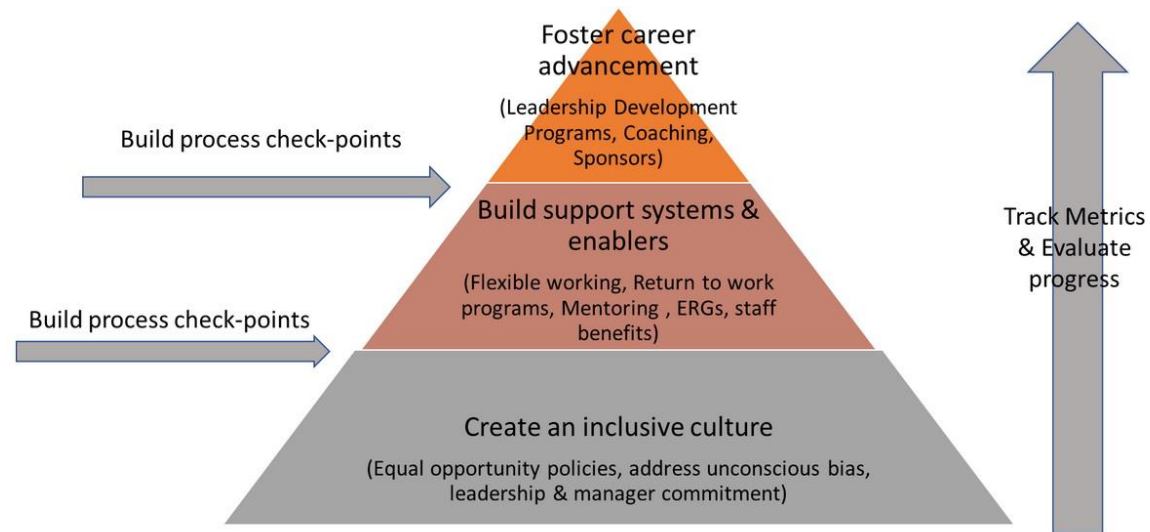 Foster career
advancement
(Leadership Development
Programs, Coaching,
Sponsors)
Build process check-points
Build support systems &
enablers
(Flexible working, Return to work
programs, Mentoring , ERGs, staff
benefits)
Track Metrics
& Evaluate
progress
Build process check-points
Create an inclusive culture
(Equal opportunity policies, address unconscious bias,
leadership & manager commitment)